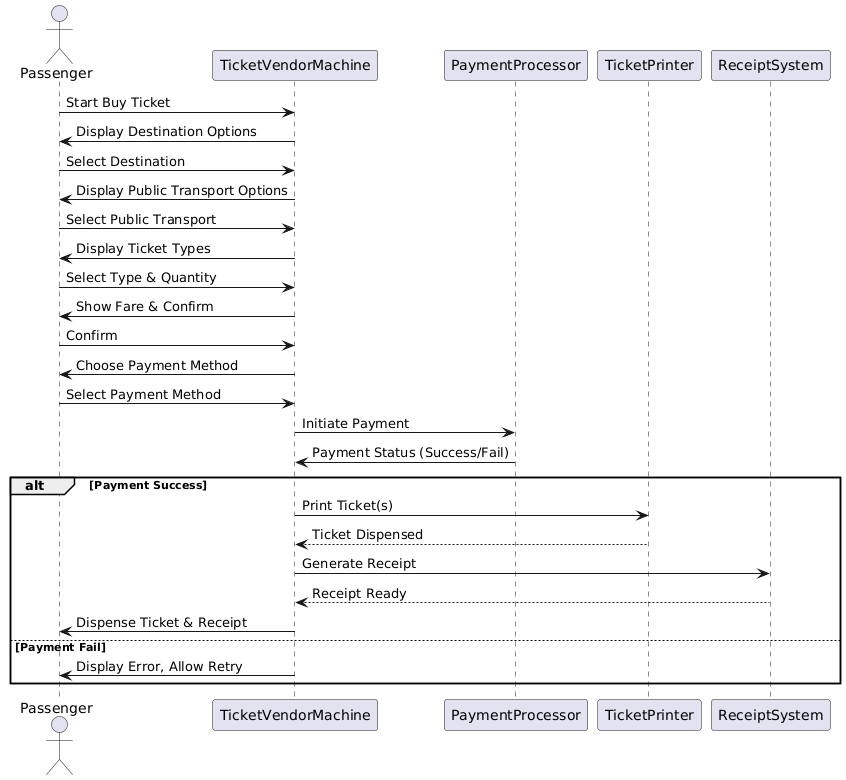 Passenger
TicketVendorMachine
PaymentProcessor
TicketPrinter
ReceiptSystem
Start Buy Ticket
Display Destination Options
Select Destination
Display Public Transport Options
Select Public Transport
Display Ticket Types
Select Type & Quantity
Show Fare & Confirm
Confirm
Choose Payment Method
Select Payment Method
Initiate Payment
Payment Status (Success/Fail)
alt [Payment Success]
Print Ticket(s)
Ticket Dispensed
Generate Receipt
Receipt Ready
Dispense Ticket & Receipt
[Payment Fail]
Display Error, Allow Retry
Passenger
TicketVendorMachine
PaymentProcessor
TicketPrinter
ReceiptSystem